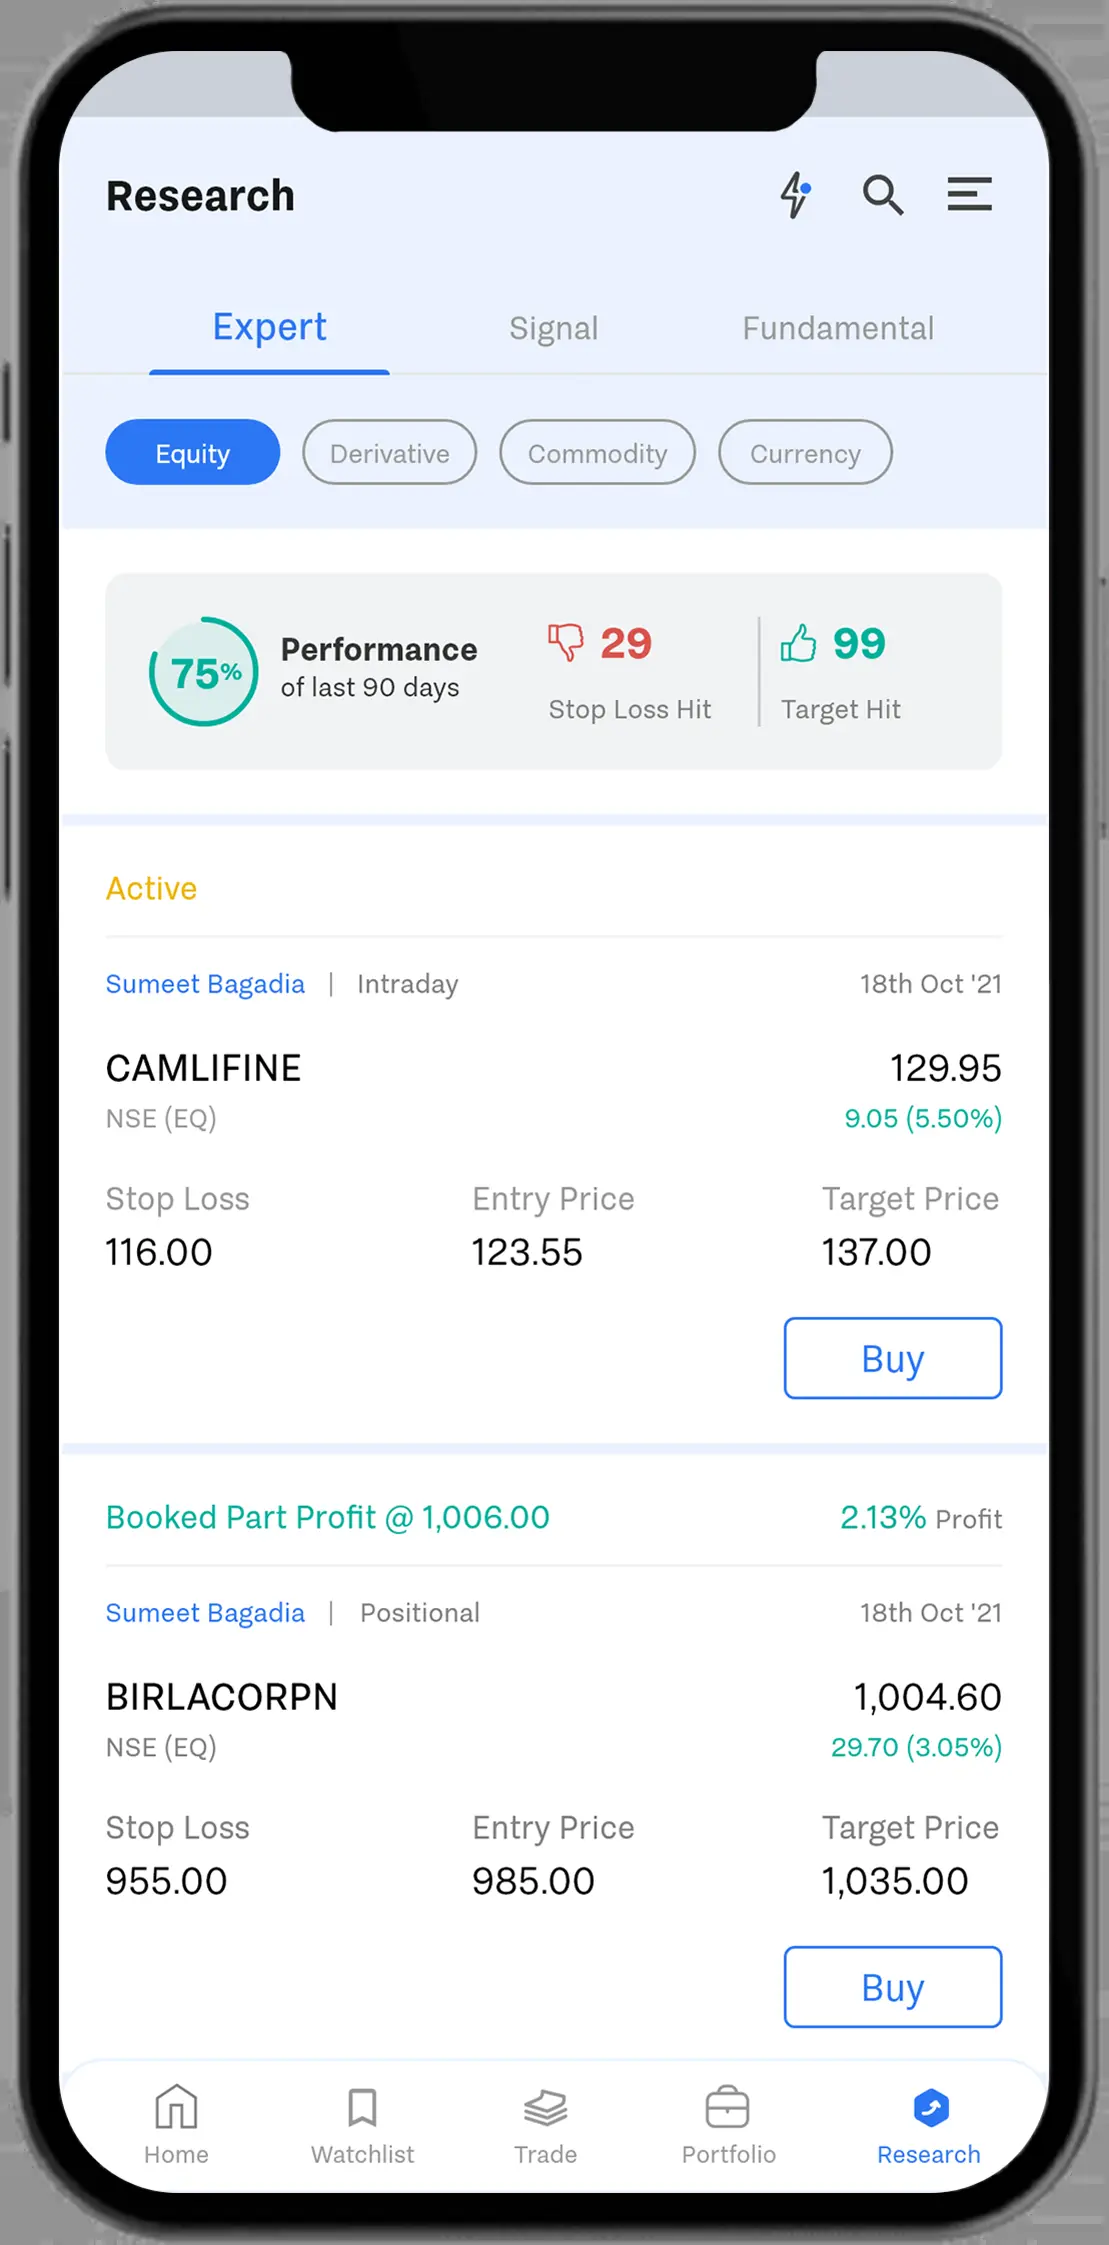 Research
Expert Signal Fundamental
Equity Derivative Commodity Currency
75% Performance of last 90 days
29 Stop Loss Hit
99 Target Hit
Active
Sumeet Bagadia | Intraday 18th Oct '21
CAMLIFINE 129.95
NSE (EQ) 9.05 (5.50%)
Stop Loss Entry Price Target Price
116.00 123.55 137.00
Buy
Booked Part Profit @ 1,006.00 2.13% Profit
Sumeet Bagadia | Positional 18th Oct '21
BIRLACORPN 1,004.60
NSE (EQ) 29.70 (3.05%)
Stop Loss Entry Price Target Price
955.00 985.00 1,035.00
Buy
Home Watchlist Trade Portfolio Research